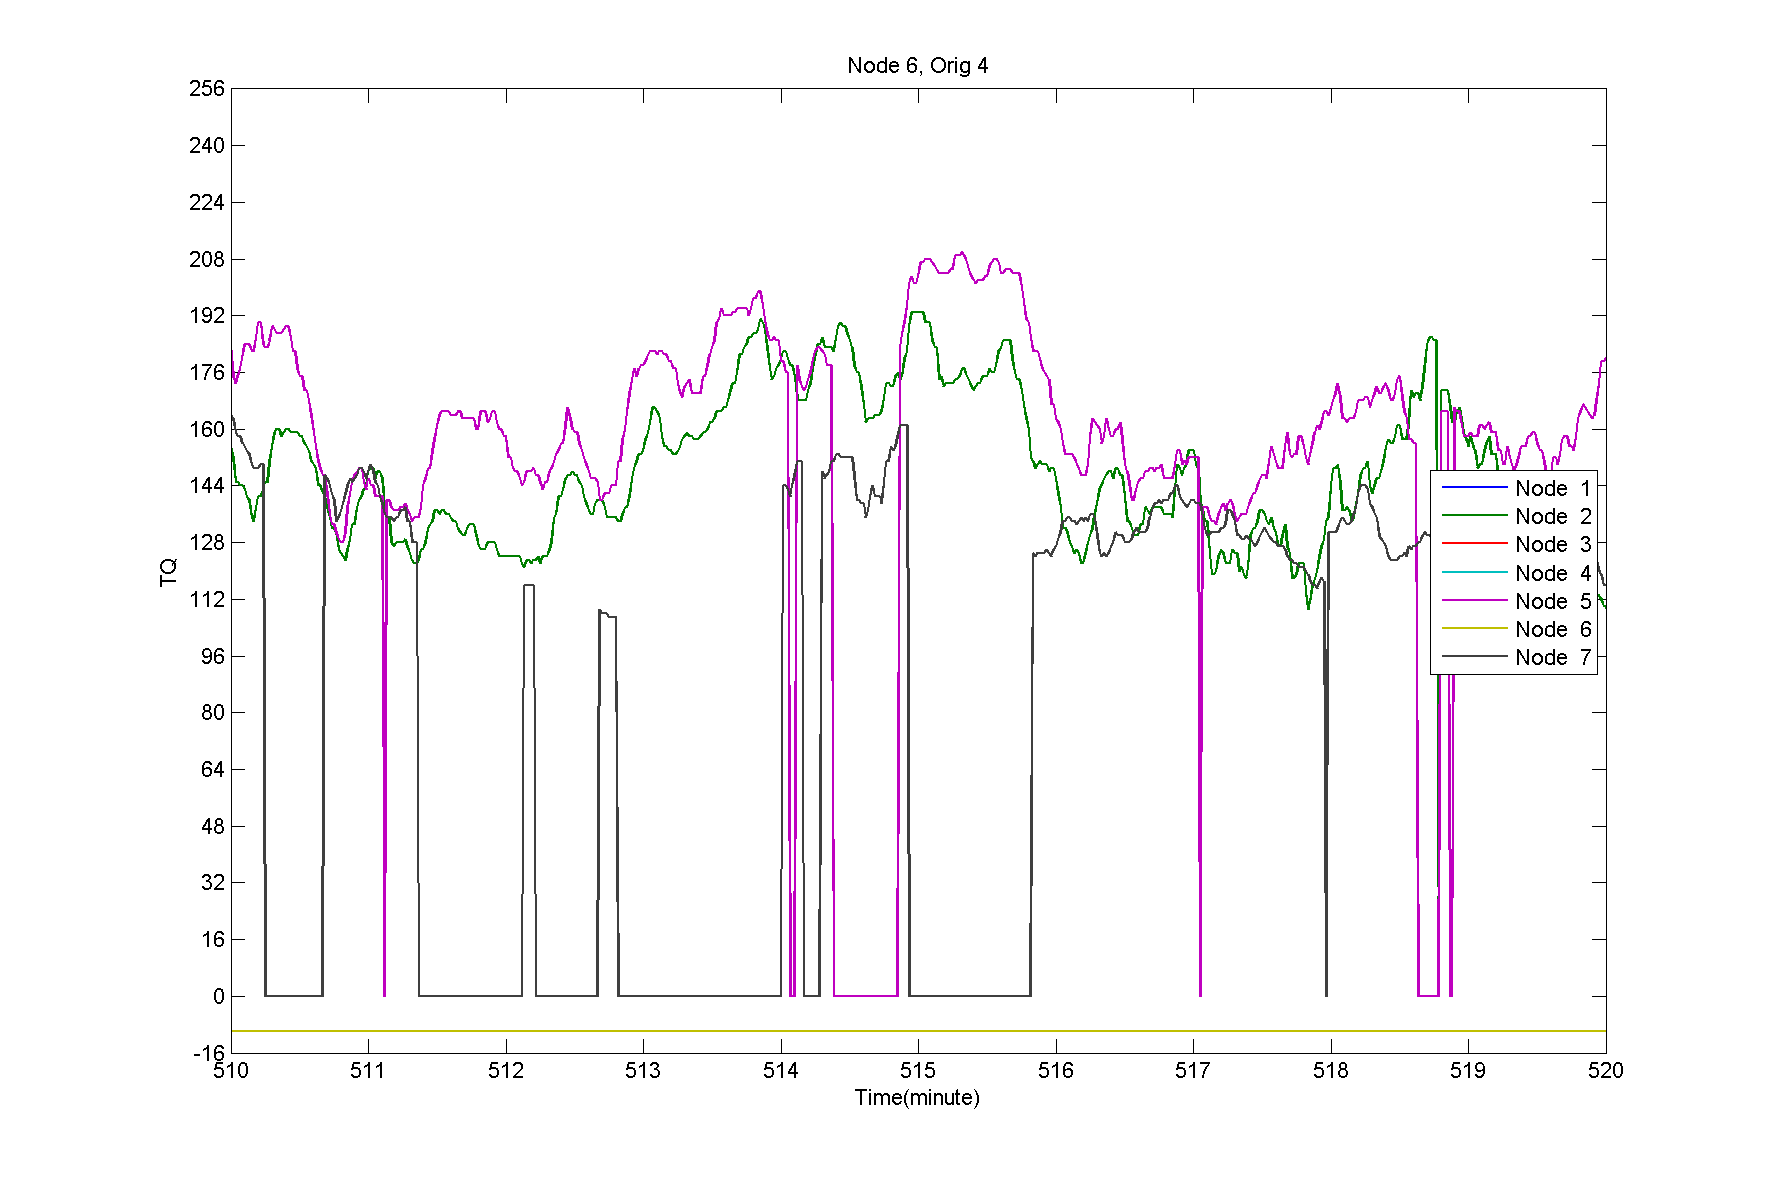 Node 6, Orig 4
256
240
224
208
192
176
160
144
128
112
96
80
64
48
32
16
0
-16
TQ
510 511 512 513 514 515 516 517 518 519 520
Time(minute)
Node 1
Node 2
Node 3
Node 4
Node 5
Node 6
Node 7